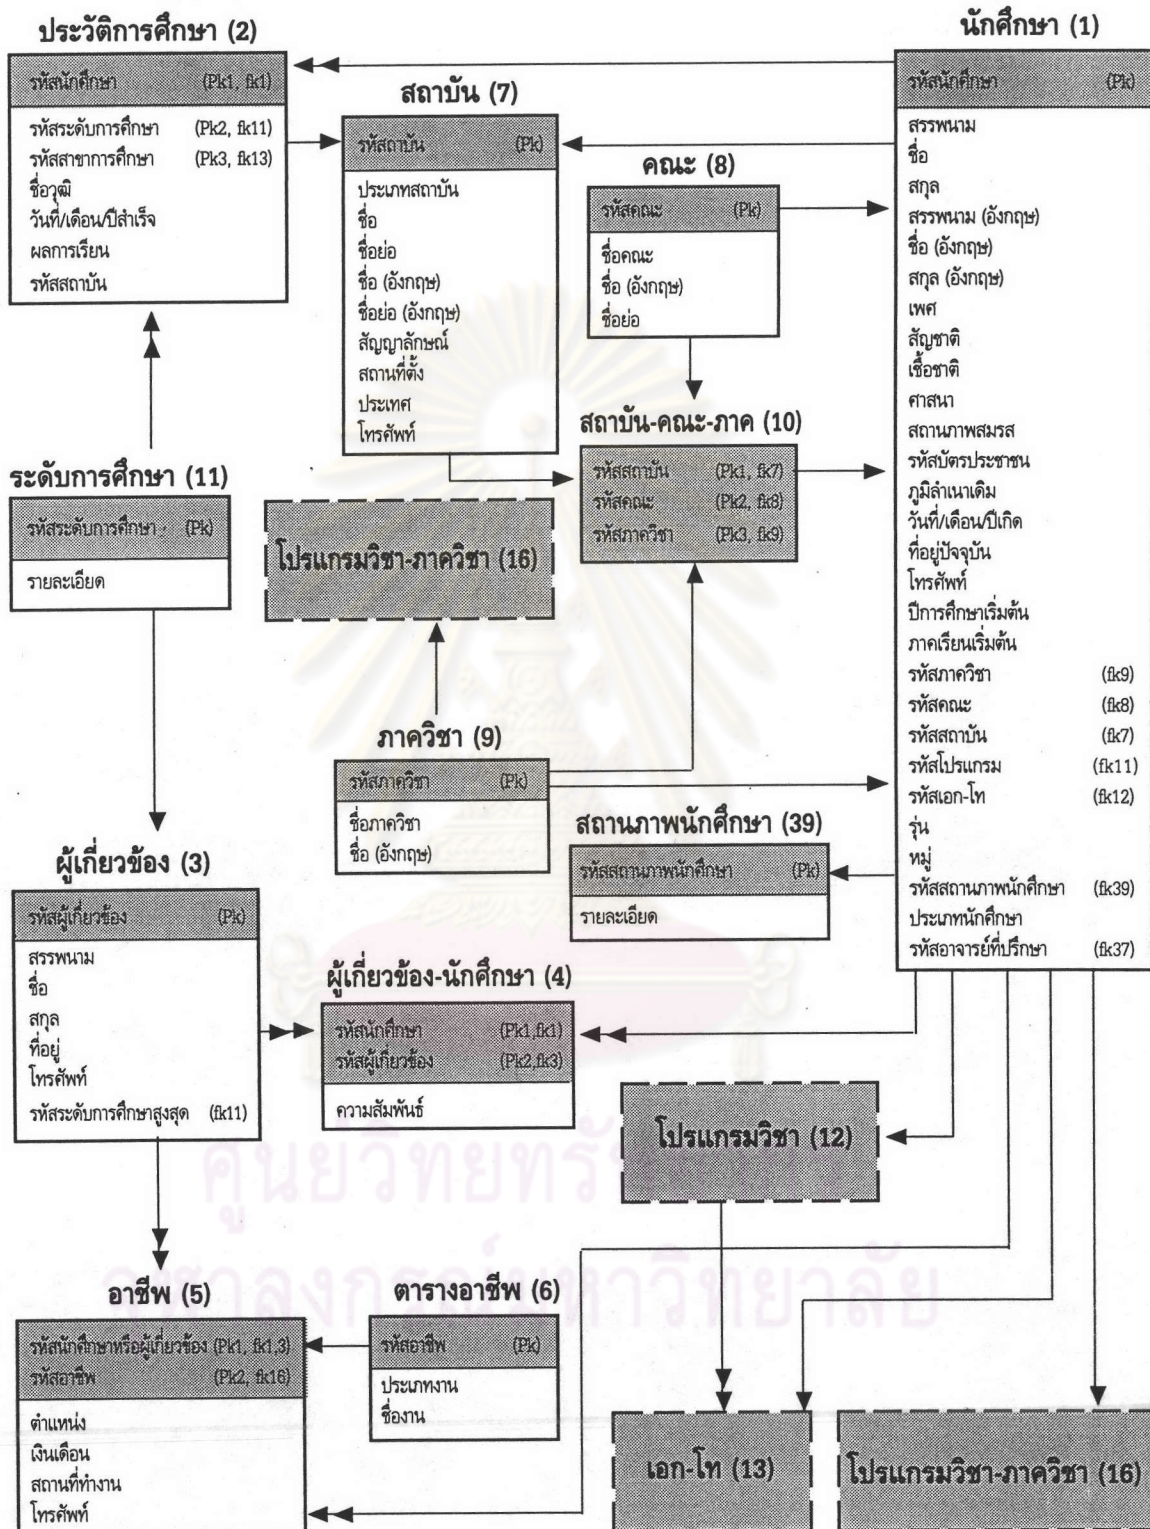 ประวัติการศึกษา (2)
รหัสนักศึกษา (Pk1, fk1)
รหัสระดับการศึกษา (Pk2, fk11)
รหัสสาขาการศึกษา (Pk3, fk13)
ชื่อวุฒิ
วันที่/เดือน/ปีสำเร็จ
ผลการเรียน
รหัสสถาบัน
สถาบัน (7)
รหัสถาบัน (Pk)
ประเภทสถาบัน
ชื่อ
ชื่อย่อ
ชื่อ (อังกฤษ)
ชื่อย่อ (อังกฤษ)
สัญญาลักษณ์
สถานที่ตั้ง
ประเทศ
โทรศัพท์
คณะ (8)
รหัสคณะ (Pk)
ชื่อคณะ
ชื่อ (อังกฤษ)
ชื่อย่อ
นักศึกษา (1)
รหัสนักศึกษา (Pk)
สรรพนาม
ชื่อ
สกุล
สรรพนาม (อังกฤษ)
ชื่อ (อังกฤษ)
สกุล (อังกฤษ)
เพศ
สัญชาติ
เชื้อชาติ
ศาสนา
สถานภาพสมรส
รหัสบัตรประชาชน
ภูมิลำเนาเดิม
วันที่/เดือน/ปีเกิด
ที่อยู่ปัจจุบัน
โทรศัพท์
ปีการศึกษาเริ่มต้น
ภาคเรียนเริ่มต้น
รหัสภาควิชา (fk9)
รหัสคณะ (fk8)
รหัสสถาบัน (fk7)
รหัสโปรแกรม (fk11)
รหัสเอก-โท (fk12)
รุ่น
หมู่
รหัสสถานภาพนักศึกษา (fk39)
ประเภทนักศึกษา
รหัสอาจารย์ที่ปรึกษา (fk37)
สถาบัน-คณะ-ภาค (10)
รหัสสถาบัน (Pk1, fk7)
รหัสคณะ (Pk2, fk8)
รหัสภาควิชา (Pk3, fk9)
ระดับการศึกษา (11)
รหัสระดับการศึกษา (Pk)
รายละเอียด
โปรแกรมวิชา-ภาควิชา (16)
ภาควิชา (9)
รหัสภาควิชา (Pk)
ชื่อภาควิชา
ชื่อ (อังกฤษ)
สถานภาพนักศึกษา (39)
รหัสสถานภาพนักศึกษา (Pk)
รายละเอียด
ผู้เกี่ยวข้อง (3)
รหัสผู้เกี่ยวข้อง (Pk)
สรรพนาม
ชื่อ
สกุล
ที่อยู่
โทรศัพท์
รหัสระดับการศึกษาสูงสุด (fk11)
ผู้เกี่ยวข้อง-นักศึกษา (4)
รหัสนักศึกษา (Pk1,fk1)
รหัสผู้เกี่ยวข้อง (Pk2,fk3)
ความสัมพันธ์
โปรแกรมวิชา (12)
อาชีพ (5)
รหัสนักศึกษาหรือผู้เกี่ยวข้อง (Pk1, fk1,3)
รหัสอาชีพ (Pk2, fk16)
ตำแหน่ง
เงินเดือน
สถานที่ทำงาน
โทรศัพท์
ตารางอาชีพ (6)
รหัสอาชีพ (Pk)
ประเภทงาน
ชื่องาน
เอก-โท (13)
โปรแกรมวิชา-ภาควิชา (16)
ศูนย์วิทยทรัพยากร
จุฬาลงกรณ์มหาวิทยาลัย